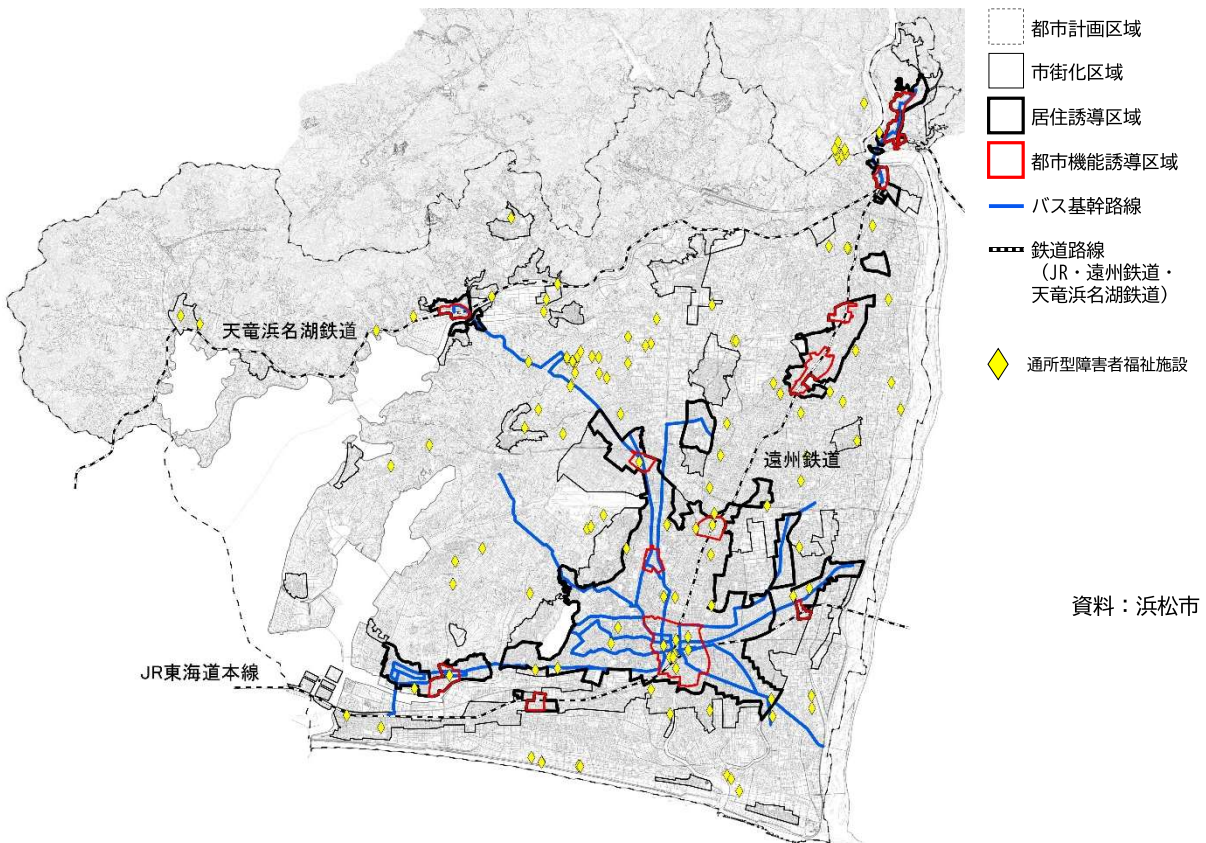 都市計画区域
市街化区域
居住誘導区域
都市機能誘導区域
バス基幹路線
鉄道路線
（JR・遠州鉄道・
天竜浜名湖鉄道）
通所型障害者福祉施設
天竜浜名湖鉄道
遠州鉄道
資料：浜松市
JR東海道本線